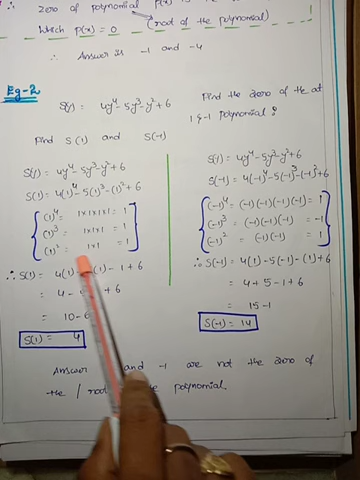 ∴ zero of polynomial p(x) is the
Which p(x) = 0 (root of the polynomial)
∴ Answer is -1 and -4
Eg-2
S(y) = 4y⁴-5y³-y²+6
Find the zero of the at
1 & -1 polynomial ?
Find S(1) and S(-1)
S(y) = 4y⁴-5y³-y²+6
S(1) = 4(1)⁴-5(1)³-(1)²+6
(1)⁴ = 1×1×1×1 = 1
(1)³ = 1×1×1 = 1
(1)² = 1×1 = 1
∴ S(1) = 4(1) (1) - 1 + 6
= 4 - + 6
= 10-6
S(1) = 4
S(y) = 4y⁴-5y³-y²+6
S(-1) = 4(-1)⁴-5(-1)³-(-1)²+6
(-1)⁴ = (-1)(-1)(-1)(-1) = 1
(-1)³ = (-1)(-1)(-1) = -1
(-1)² = (-1)(-1) = 1
∴ S(-1) = 4(1)-5(-1)-(1)+6
= 4+5-1+6
= 15-1
S(-1) = 14
Answer and -1 are not the zero of
the / root the polynomial.